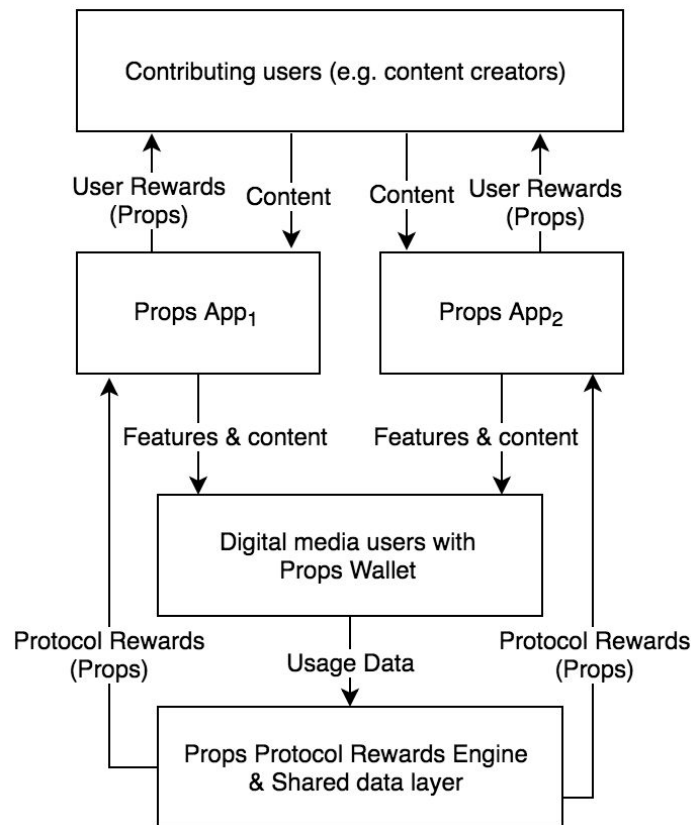 Contributing users (e.g. content creators)
User Rewards
(Props)
Content
Content
User Rewards
(Props)
Props App₁
Props App₂
Features & content
Features & content
Digital media users with
Props Wallet
Protocol Rewards
(Props)
Usage Data
Protocol Rewards
(Props)
Props Protocol Rewards Engine
& Shared data layer